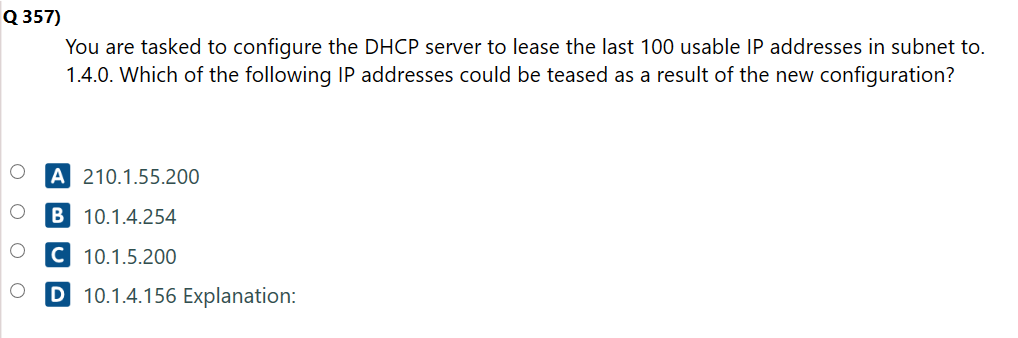 Q 357)
You are tasked to configure the DHCP server to lease the last 100 usable IP addresses in subnet to.
1.4.0. Which of the following IP addresses could be teased as a result of the new configuration?
A 210.1.55.200
B 10.1.4.254
C 10.1.5.200
D 10.1.4.156 Explanation: